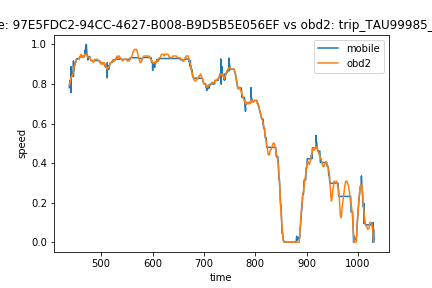 e: 97E5FDC2-94CC-4627-B008-B9D5B5E056EF vs obd2: trip_TAU99985_
mobile
obd2
1.0
0.8
0.6
0.4
0.2
0.0
speed
500 600 700 800 900 1000
time